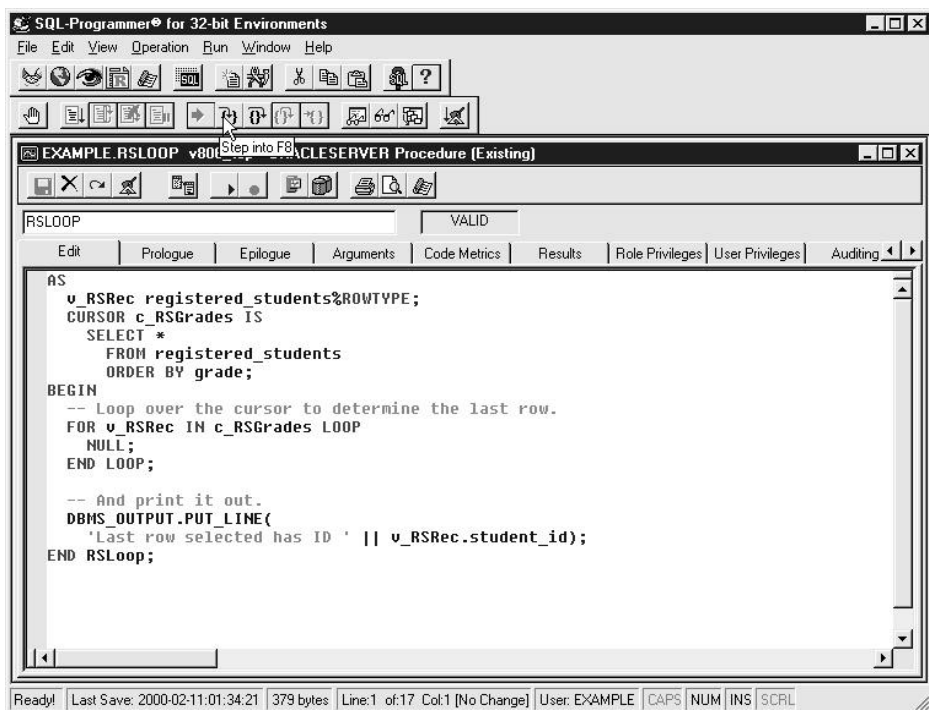 SQL-Programmer® for 32-bit Environments
File Edit View Operation Run Window Help
SQL
Step into F8
EXAMPLE.RSLOOP v800 ORACLESERVER Procedure (Existing)
RSLOOP VALID
Edit Prologue Epilogue Arguments Code Metrics Results Role Privileges User Privileges Auditing
AS
v_RSRec registered_students%ROWTYPE;
CURSOR c_RSGrades IS
SELECT *
FROM registered_students
ORDER BY grade;
BEGIN
-- Loop over the cursor to determine the last row.
FOR v_RSRec IN c_RSGrades LOOP
NULL;
END LOOP;
-- And print it out.
DBMS_OUTPUT.PUT_LINE(
'Last row selected has ID ' || v_RSRec.student_id);
END RSLoop;
Ready! Last Save: 2000-02-11:01:34:21 379 bytes Line:1 of:17 Col:1 [No Change] User: EXAMPLE CAPS NUM INS SCRL